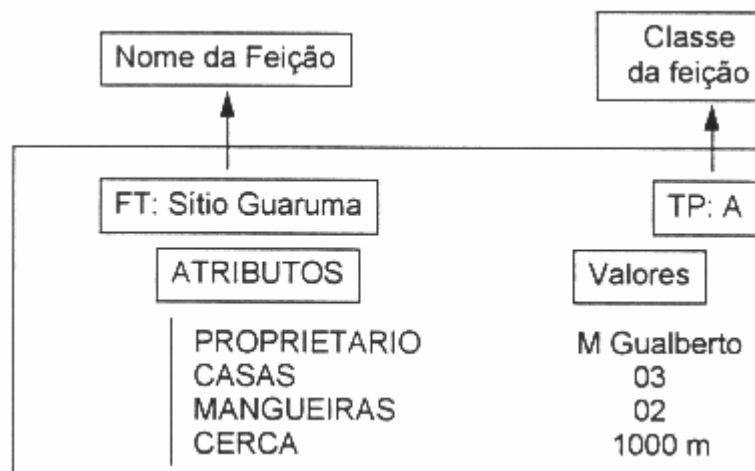 Nome da Feição
Classe
da feição
FT: Sítio Guaruma
TP: A
ATRIBUTOS
Valores
PROPRIETARIO
M Gualberto
CASAS
03
MANGUEIRAS
02
CERCA
1000 m